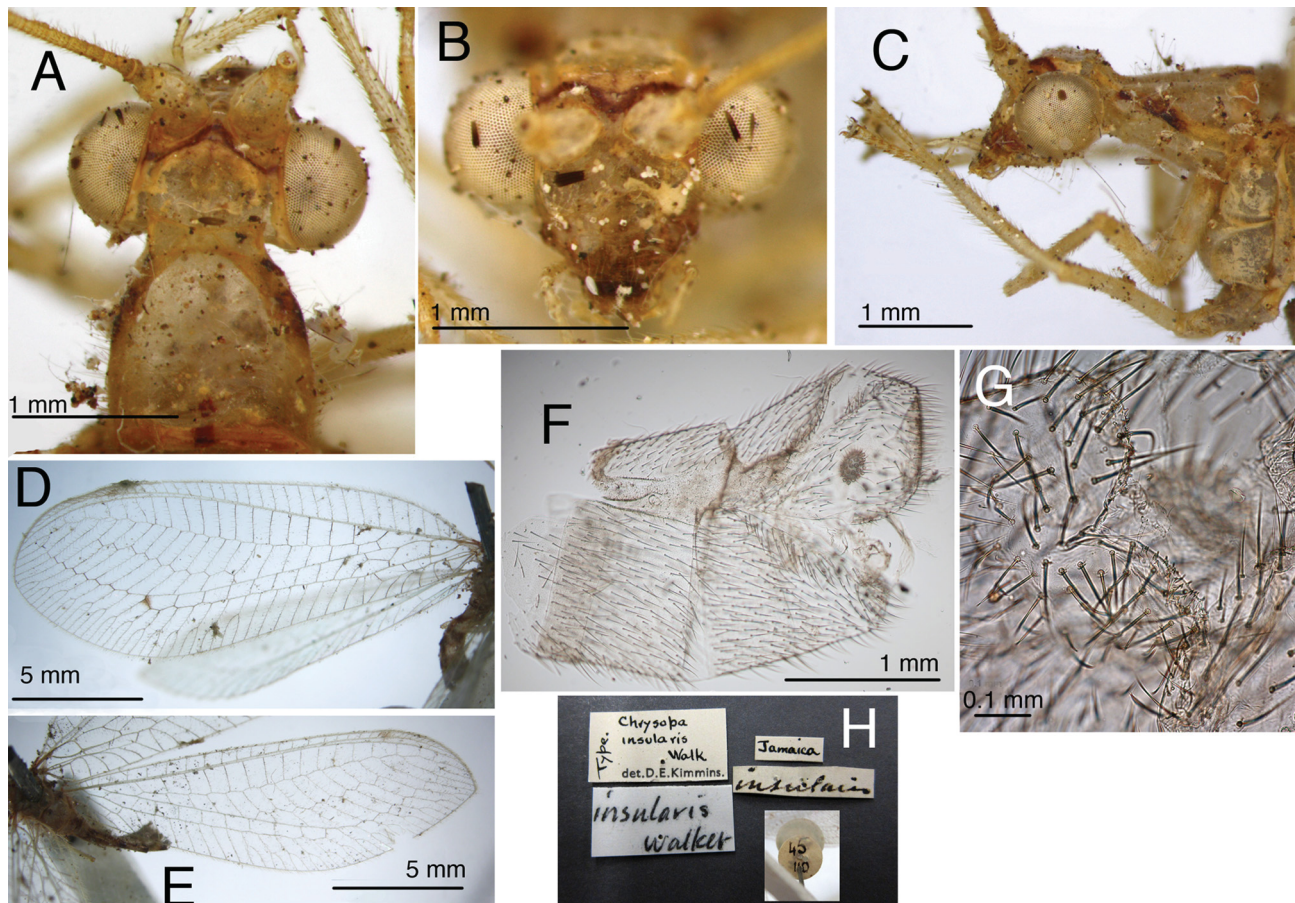 A
1 mm
B
1 mm
C
1 mm
D
5 mm
E
5 mm
F
1 mm
G
0.1 mm
H
Type.
Chrysopa
insularis
Walk
det.D.E.Kimmins.
Jamaica
insularis
insularis
walker
45
110